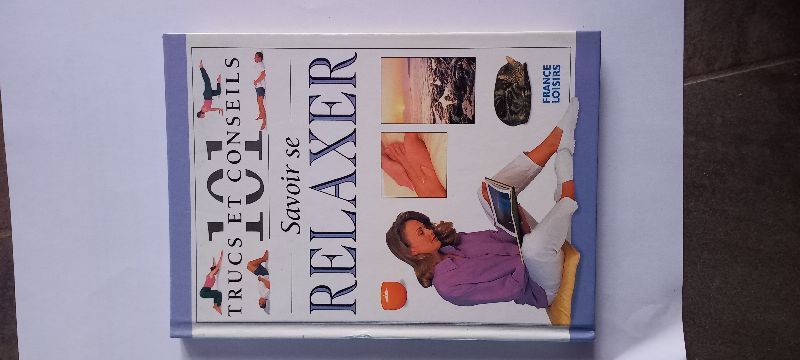 101
TRUCS ET CONSEILS
Savoir se
RELAXER
FRANCE
LOISIRS